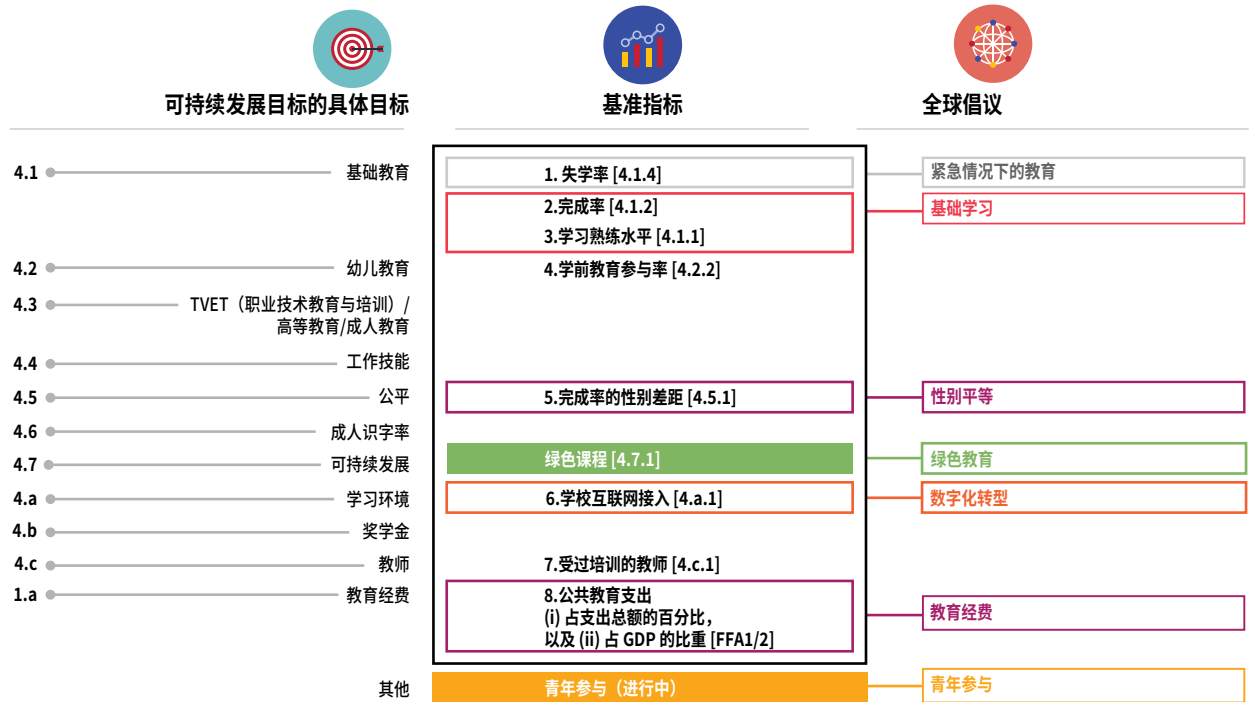 可持续发展目标的具体目标
基准指标
全球倡议
4.1 基础教育
1. 失学率 [4.1.4]
紧急情况下的教育
2.完成率 [4.1.2]
3.学习熟练水平 [4.1.1]
基础学习
4.2 幼儿教育
4.学前教育参与率 [4.2.2]
4.3 TVET（职业技术教育与培训）/
高等教育/成人教育
4.4 工作技能
4.5 公平
5.完成率的性别差距 [4.5.1]
性别平等
4.6 成人识字率
4.7 可持续发展
绿色课程 [4.7.1]
绿色教育
4.a 学习环境
6.学校互联网接入 [4.a.1]
数字化转型
4.b 奖学金
4.c 教师
7.受过培训的教师 [4.c.1]
1.a 教育经费
8.公共教育支出
(i) 占支出总额的百分比，
以及 (ii) 占 GDP 的比重 [FFA1/2]
教育经费
其他
青年参与（进行中）
青年参与